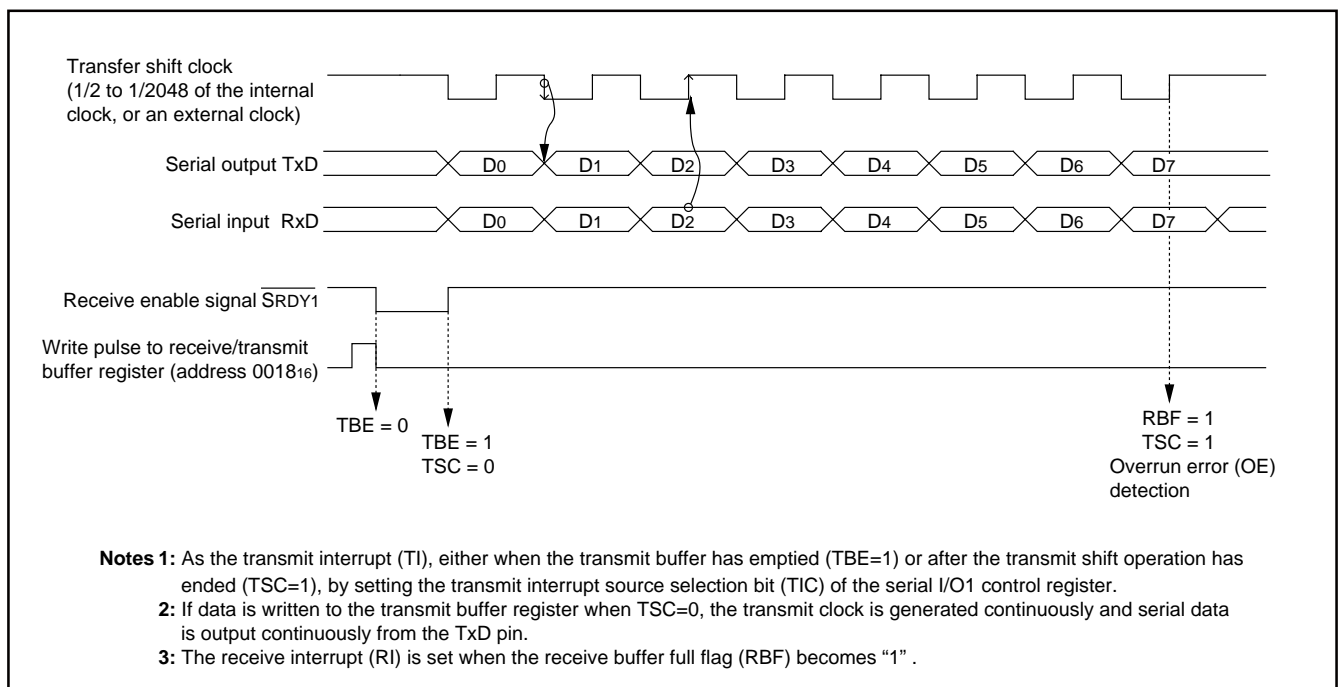 Transfer shift clock
(1/2 to 1/2048 of the internal
clock, or an external clock)
Serial output TxD
D0 D1 D2 D3 D4 D5 D6 D7
Serial input RxD
D0 D1 D2 D3 D4 D5 D6 D7
Receive enable signal SRDY1
Write pulse to receive/transmit
buffer register (address 001816)
TBE = 0
TBE = 1
TSC = 0
RBF = 1
TSC = 1
Overrun error (OE)
detection
Notes 1: As the transmit interrupt (TI), either when the transmit buffer has emptied (TBE=1) or after the transmit shift operation has
ended (TSC=1), by setting the transmit interrupt source selection bit (TIC) of the serial I/O1 control register.
2: If data is written to the transmit buffer register when TSC=0, the transmit clock is generated continuously and serial data
is output continuously from the TxD pin.
3: The receive interrupt (RI) is set when the receive buffer full flag (RBF) becomes “1” .